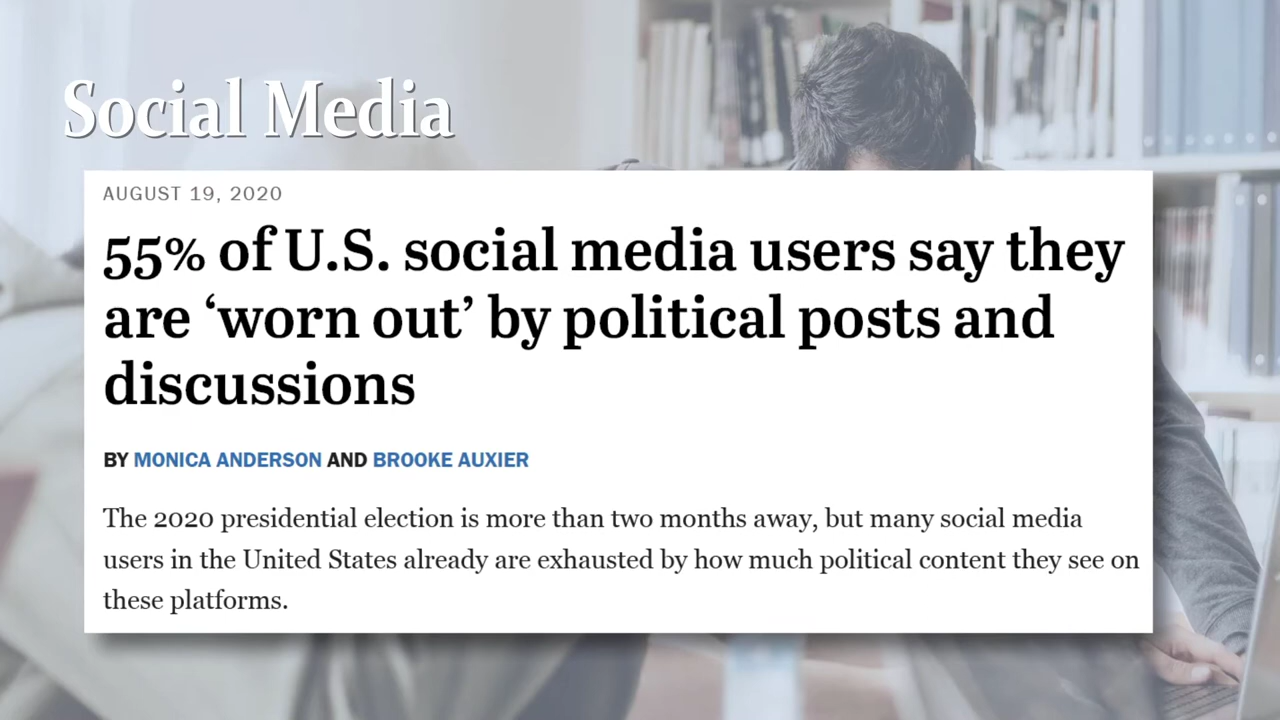 Social Media
AUGUST 19, 2020
55% of U.S. social media users say they
are ‘worn out’ by political posts and
discussions
BY MONICA ANDERSON AND BROOKE AUXIER
The 2020 presidential election is more than two months away, but many social media
users in the United States already are exhausted by how much political content they see on
these platforms.